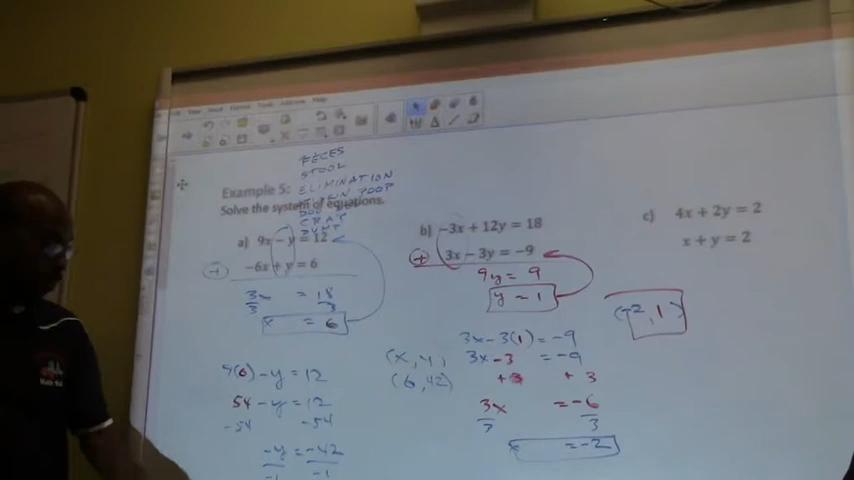 FECES
STOOL
Example 5:
ELIMINATION
POOP
Solve the system of equations.
CRAP
a) 9x - y = 12
-6x + y = 6
3x = 18
3 3
x = 6
9(6) - y = 12
54 - y = 12
-54 -54
-y = -42
-1 -1
(x, y)
(6, 42)
b) -3x + 12y = 18
+ 3x - 3y = -9
9y = 9
y = 1
3x - 3(1) = -9
3x - 3 = -9
+3 +3
3x = -6
3 3
x = -2
(-2, 1)
c) 4x + 2y = 2
x + y = 2